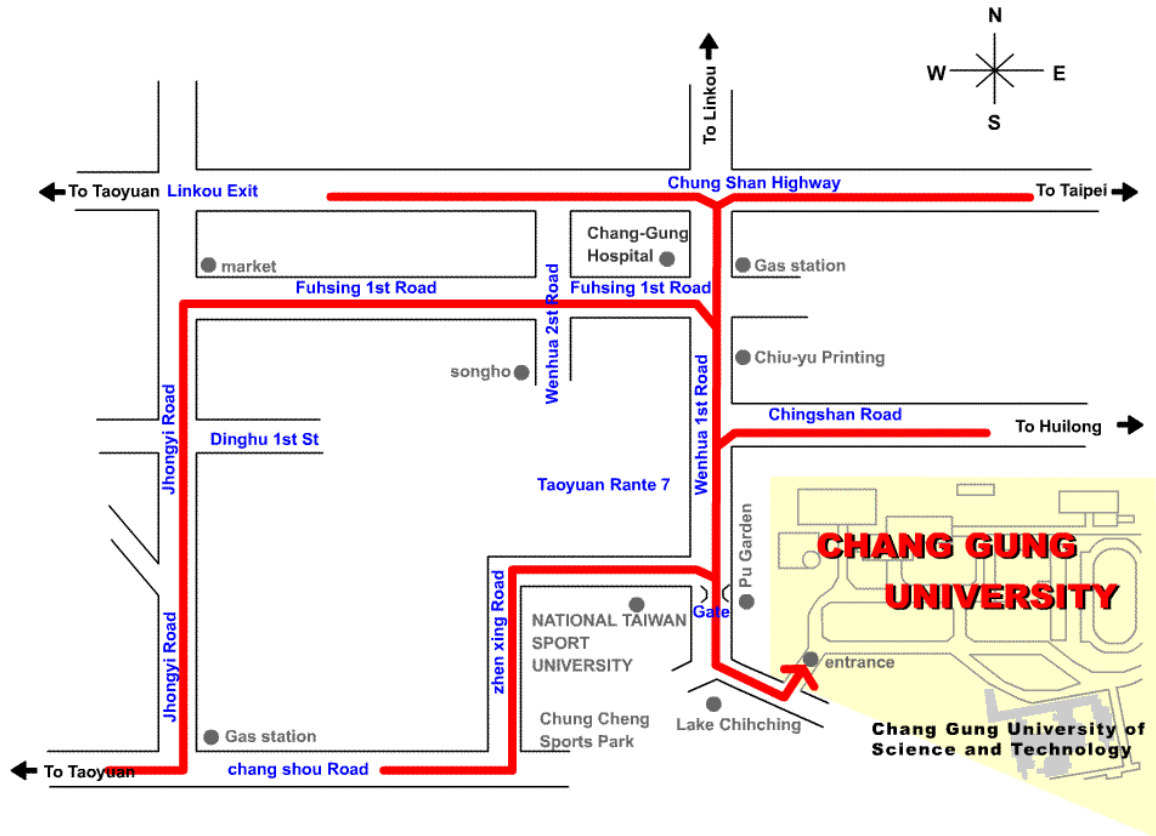 N
W
E
S
To Linkou
To Taoyuan
Linkou Exit
Chung Shan Highway
To Taipei
market
Chang-Gung
Hospital
Gas station
Fuhsing 1st Road
Fuhsing 1st Road
Wenhua 2st Road
songho
Chiu-yu Printing
Jhongyi Road
Dinghu 1st St
Wenhua 1st Road
Chingshan Road
To Huilong
Taoyuan Rante 7
Pu Garden
CHANG GUNG
UNIVERSITY
Gate
NATIONAL TAIWAN
SPORT
UNIVERSITY
zhen xing Road
Jhongyi Road
entrance
Chung Cheng
Sports Park
Lake Chihching
Chang Gung University of
Science and Technology
Gas station
To Taoyuan
chang shou Road